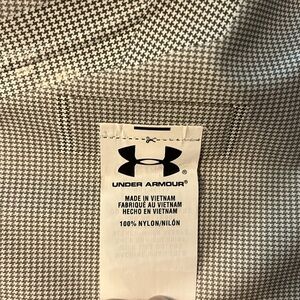 UNDER ARMOUR®
MADE IN VIETNAM
FABRIQUÉ AU VIETNAM
HECHO EN VIETNAM
100% NYLON/NILÓN